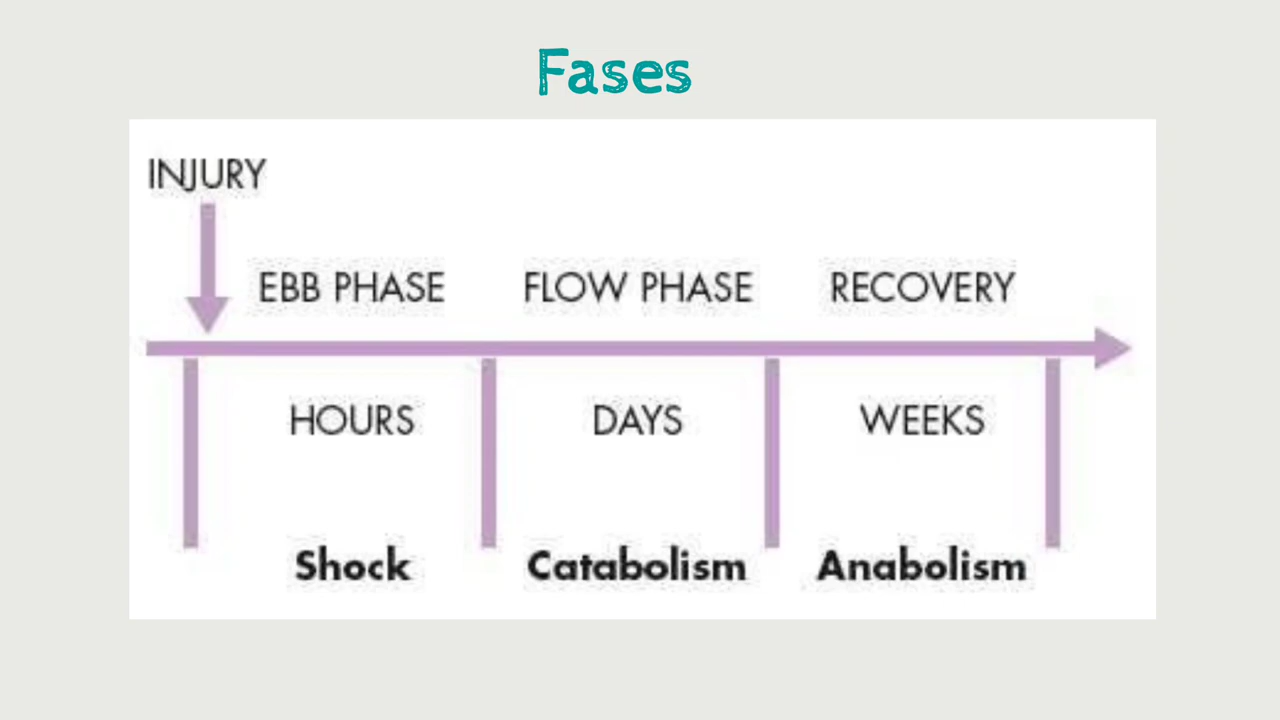 Fases
INJURY
EBB PHASE FLOW PHASE RECOVERY
HOURS DAYS WEEKS
Shock Catabolism Anabolism